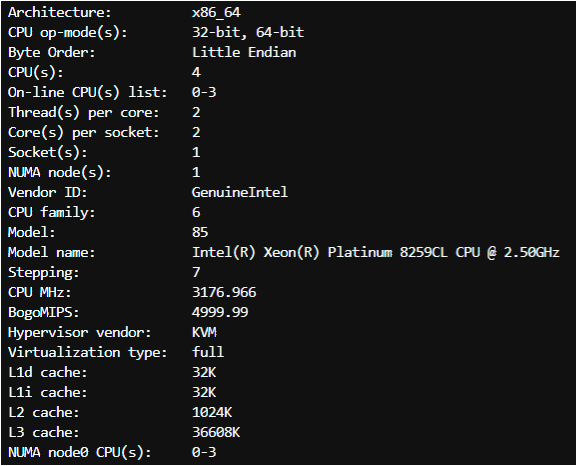 Architecture: x86_64
CPU op-mode(s): 32-bit, 64-bit
Byte Order: Little Endian
CPU(s): 4
On-line CPU(s) list: 0-3
Thread(s) per core: 2
Core(s) per socket: 2
Socket(s): 1
NUMA node(s): 1
Vendor ID: GenuineIntel
CPU family: 6
Model: 85
Model name: Intel(R) Xeon(R) Platinum 8259CL CPU @ 2.50GHz
Stepping: 7
CPU MHz: 3176.966
BogoMIPS: 4999.99
Hypervisor vendor: KVM
Virtualization type: full
L1d cache: 32K
L1i cache: 32K
L2 cache: 1024K
L3 cache: 36608K
NUMA node0 CPU(s): 0-3